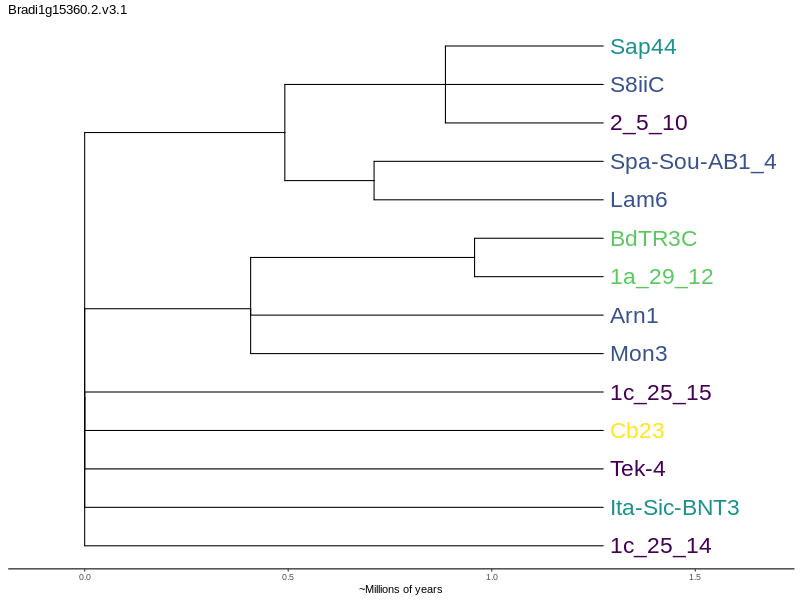 Bradi1g15360.2.v3.1
Sap44
S8iiC
2_5_10
Spa-Sou-AB1_4
Lam6
BdTR3C
1a_29_12
Arn1
Mon3
1c_25_15
Cb23
Tek-4
Ita-Sic-BNT3
1c_25_14
0.0 0.5 1.0 1.5
~Millions of years